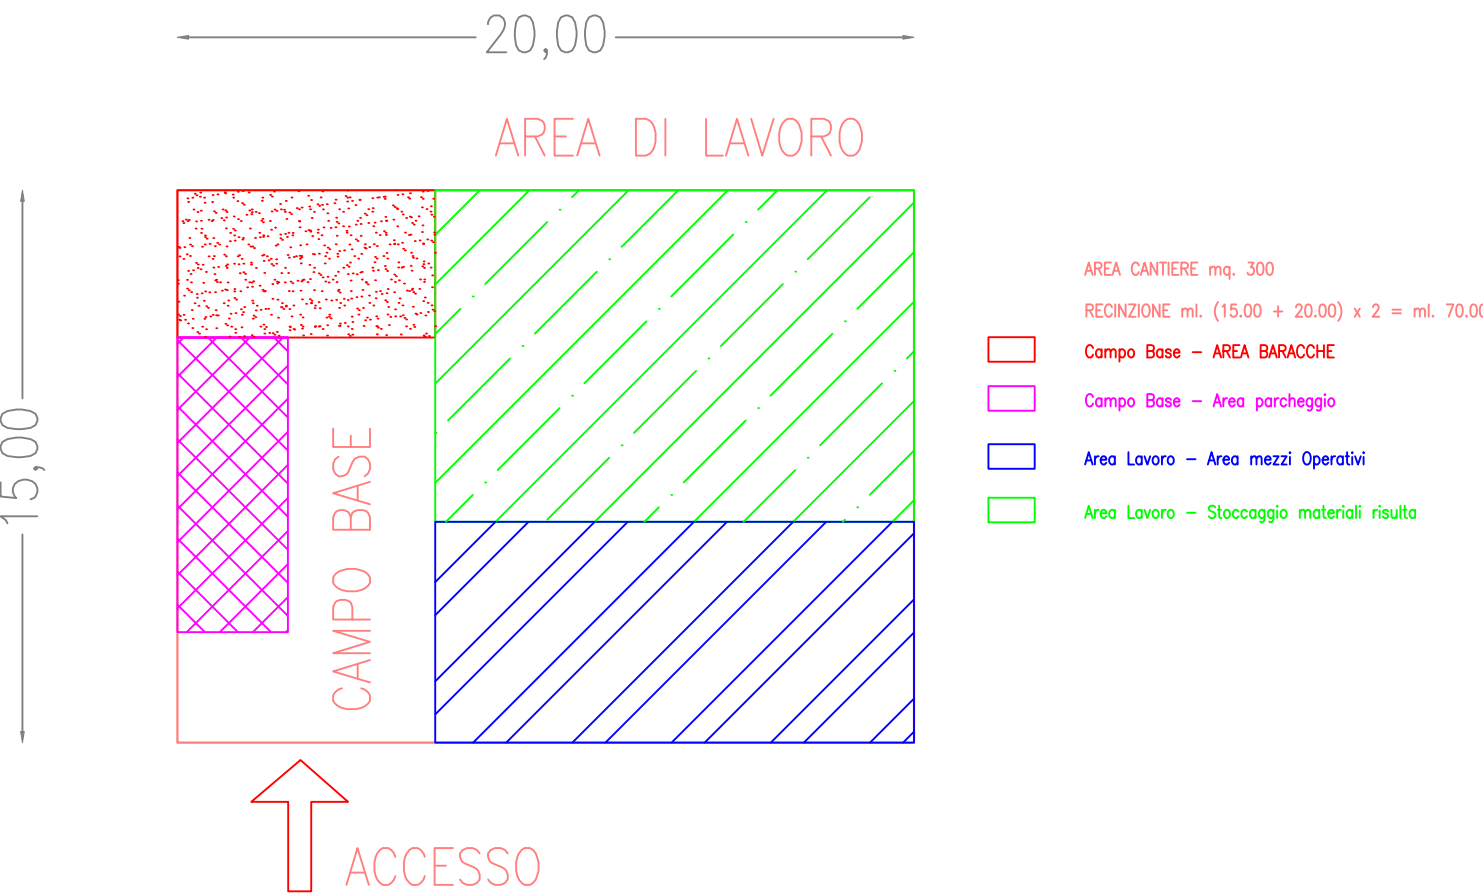 20,00
AREA DI LAVORO
15,00
CAMPO BASE
ACCESSO
AREA CANTIERE mq. 300
RECINZIONE ml. (15.00 + 20.00) x 2 = ml. 70.00
Campo Base - AREA BARACCHE
Campo Base - Area parcheggio
Area Lavoro - Area mezzi Operativi
Area Lavoro - Stoccaggio materiali risulta